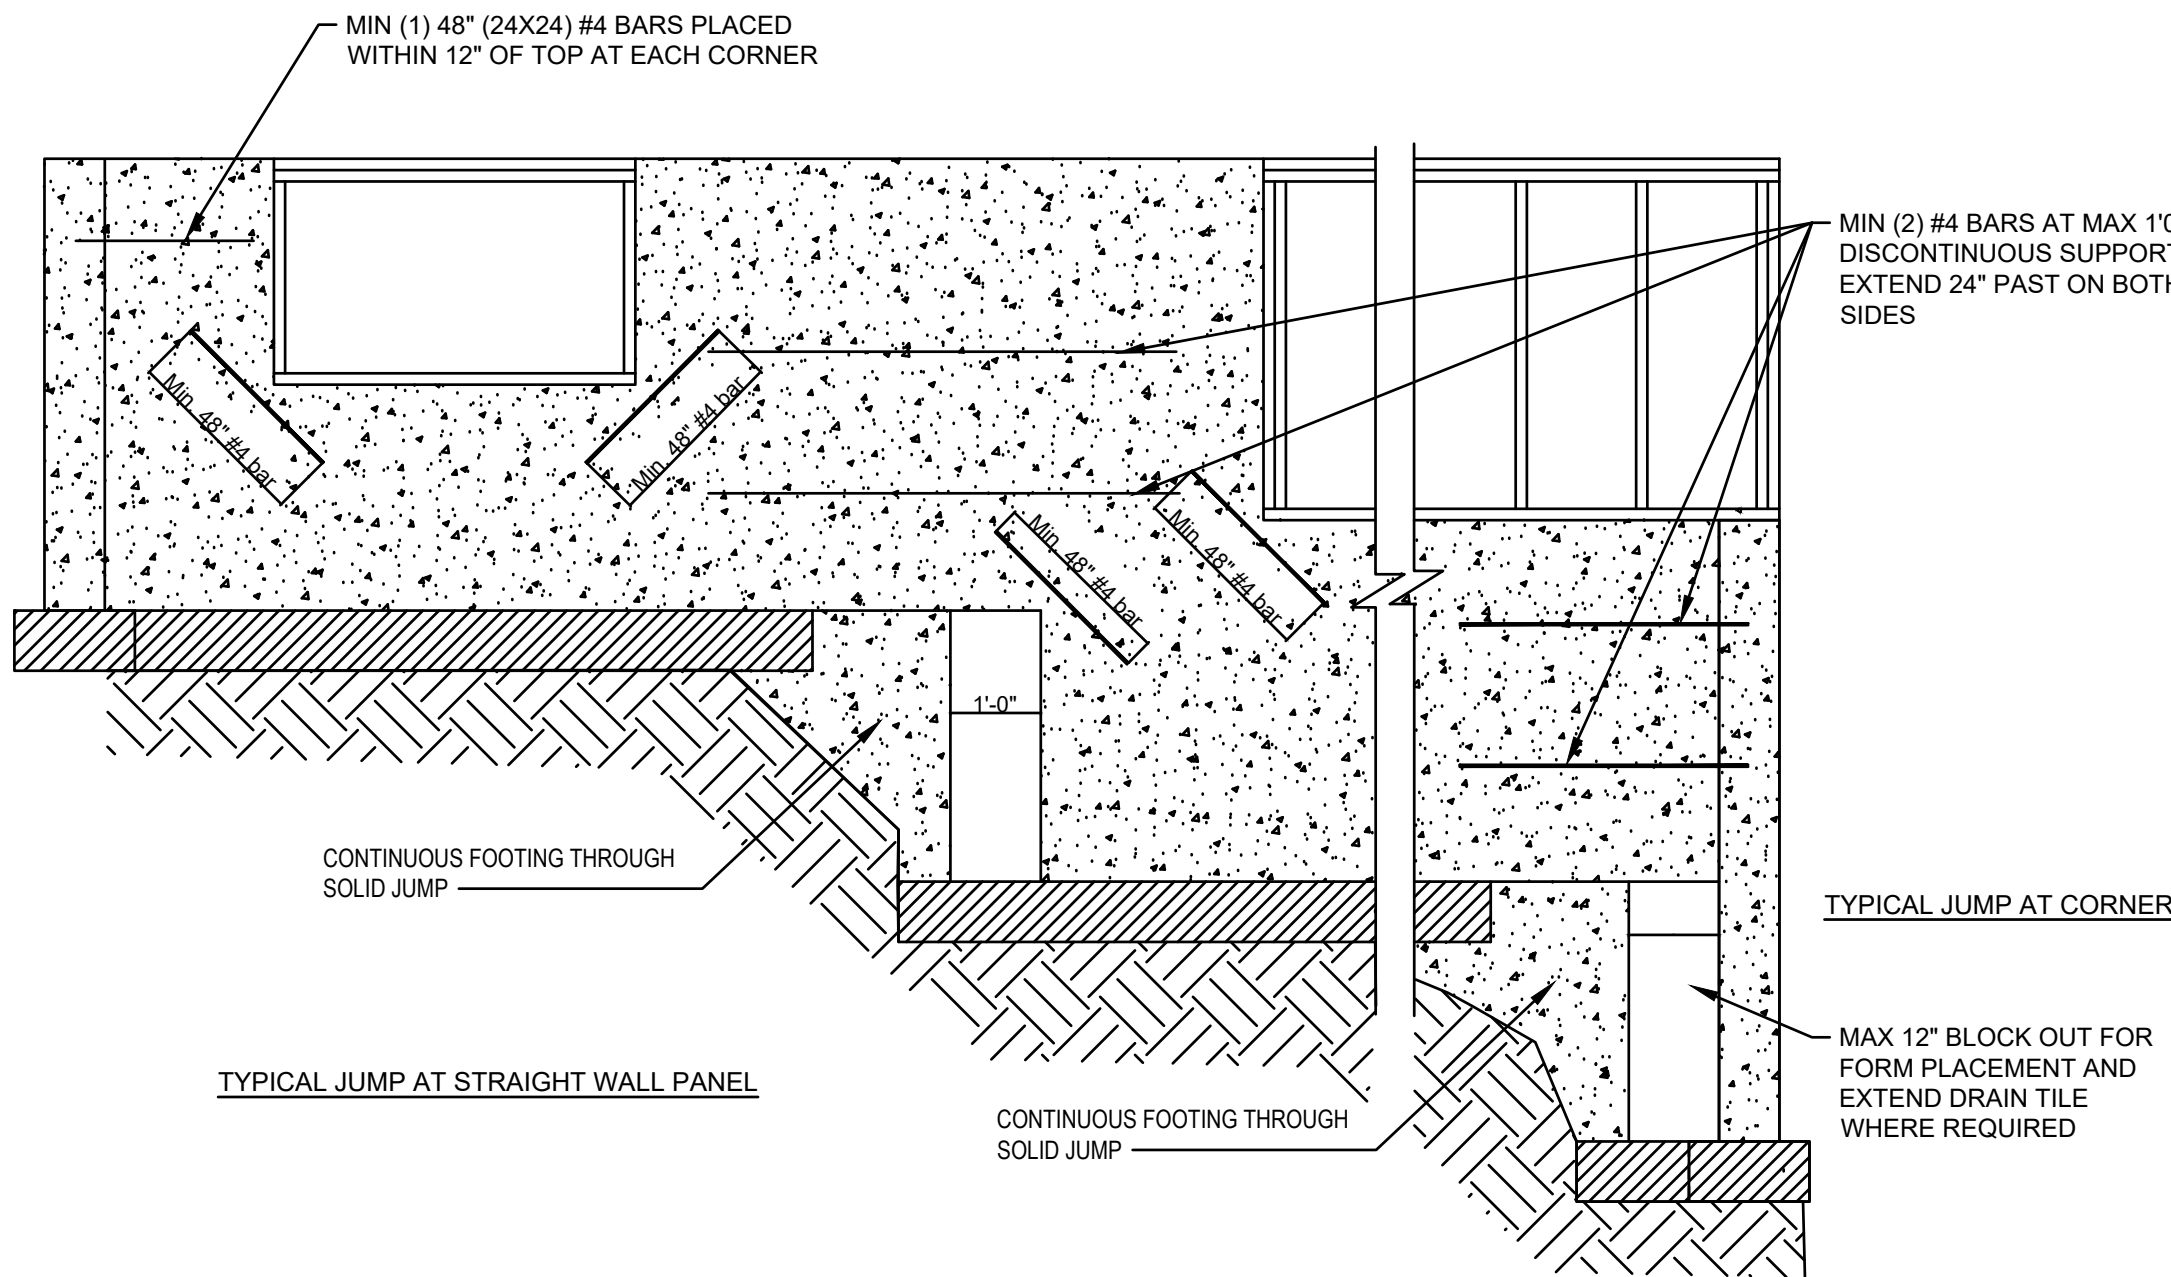 MIN (1) 48" (24X24) #4 BARS PLACED
WITHIN 12" OF TOP AT EACH CORNER
MIN (2) #4 BARS AT MAX
DISCONTINUOUS
EXTEND 24" PAST ON
SIDES
Min. 48" #4 bar
Min. 48" #4 bar
Min. 48" #4 bar
Min. 48" #4 bar
1'-0"
CONTINUOUS FOOTING THROUGH
SOLID JUMP
TYPICAL JUMP AT CORNER
MAX 12" BLOCK OUT FOR
FORM PLACEMENT AND
EXTEND DRAIN TILE
WHERE REQUIRED
TYPICAL JUMP AT STRAIGHT WALL PANEL
CONTINUOUS FOOTING THROUGH
SOLID JUMP